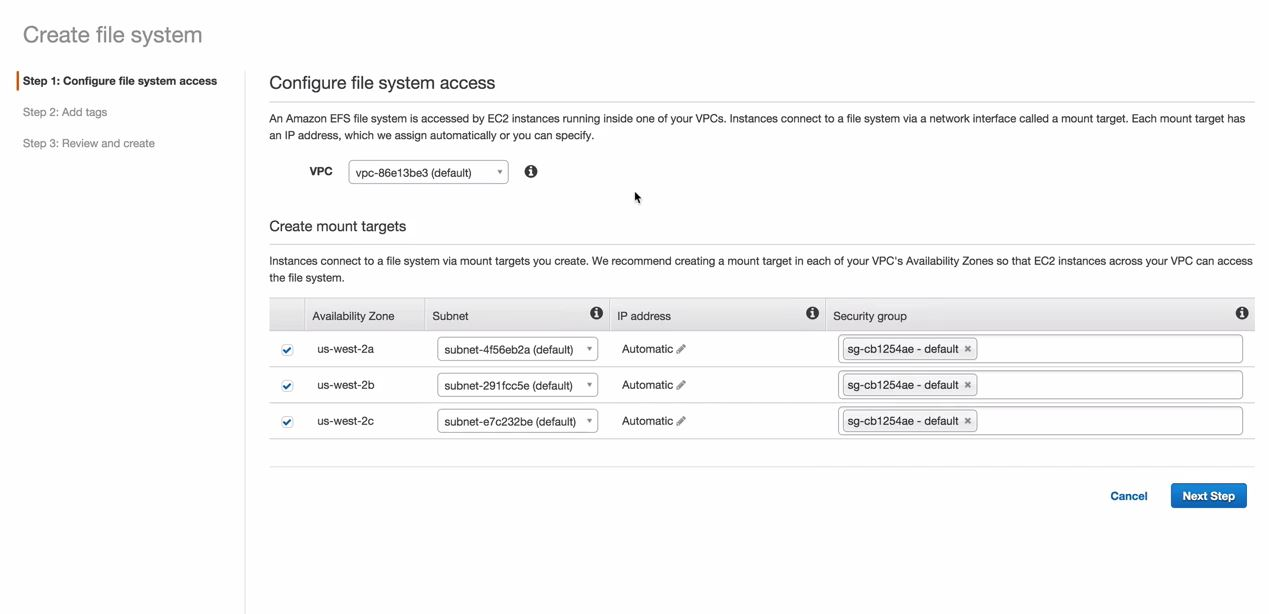 Create file system
Step 1: Configure file system access
Step 2: Add tags
Step 3: Review and create
Configure file system access
An Amazon EFS file system is accessed by EC2 instances running inside one of your VPCs. Instances connect to a file system via a network interface called a mount target. Each mount target has
an IP address, which we assign automatically or you can specify.
VPC vpc-86e13be3 (default)
Create mount targets
Instances connect to a file system via mount targets you create. We recommend creating a mount target in each of your VPC's Availability Zones so that EC2 instances across your VPC can access
the file system.
Availability Zone Subnet IP address Security group
us-west-2a subnet-4f56eb2a (default) Automatic sg-cb1254ae - default
us-west-2b subnet-291fcc5e (default) Automatic sg-cb1254ae - default
us-west-2c subnet-e7c232be (default) Automatic sg-cb1254ae - default
Cancel Next Step